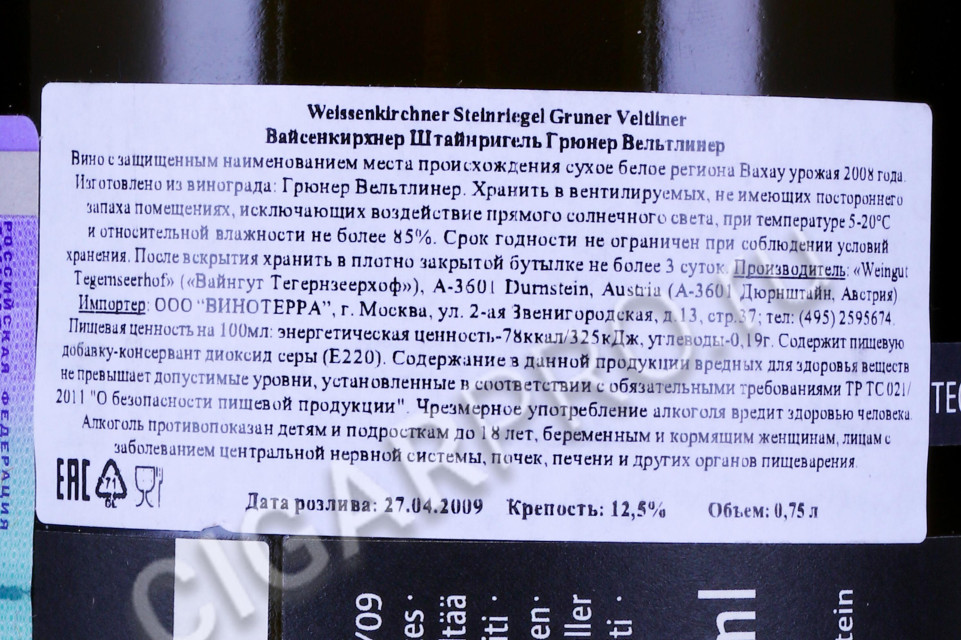 Weissenkirchner Steinriegel Gruner Veltliner
Вайсенкирхнер Штайнригель Грюнер Вельтлинер
Вино с защищенным наименованием места происхождения сухое белое региона Вахау урожая 2008 года.
Изготовлено из винограда: Грюнер Вельтлинер. Хранить в вентилируемых, не имеющих постороннего
запаха помещениях, исключающих воздействие прямого солнечного света, при температуре 5-20°С
и относительной влажности не более 85%. Срок годности не ограничен при соблюдении условий
хранения. После вскрытия хранить в плотно закрытой бутылке не более 3 суток. Производитель: «Weingut
Tegernseerhof» («Вайнгут Тегернзеерхоф»), A-3601 Durnstein, Austria (А-3601 Дюрнштайн, Австрия)
Импортер: ООО "ВИНОТЕРРА", г. Москва, ул. 2-ая Звенигородская, д.13, стр.37; тел: (495) 2595674.
Пищевая ценность на 100мл: энергетическая ценность-78ккал/325кДж, углеводы-0,19г. Содержит пищевую
добавку-консервант диоксид серы (Е220). Содержание в данной продукции вредных для здоровья веществ
не превышает допустимые уровни, установленные в соответствии с обязательными требованиями ТР ТС 021/
2011 "О безопасности пищевой продукции". Чрезмерное употребление алкоголя вредит здоровью человека.
Алкоголь противопоказан детям и подросткам до 18 лет, беременным и кормящим женщинам, лицам с
заболеванием центральной нервной системы, почек, печени и других органов пищеварения.
ЕАС 71 GL
Дата розлива: 27.04.2009 Крепость: 12,5% Объем: 0,75 л
РОССИЙСКАЯ ФЕДЕРАЦИЯ
CIGARPRO.RU